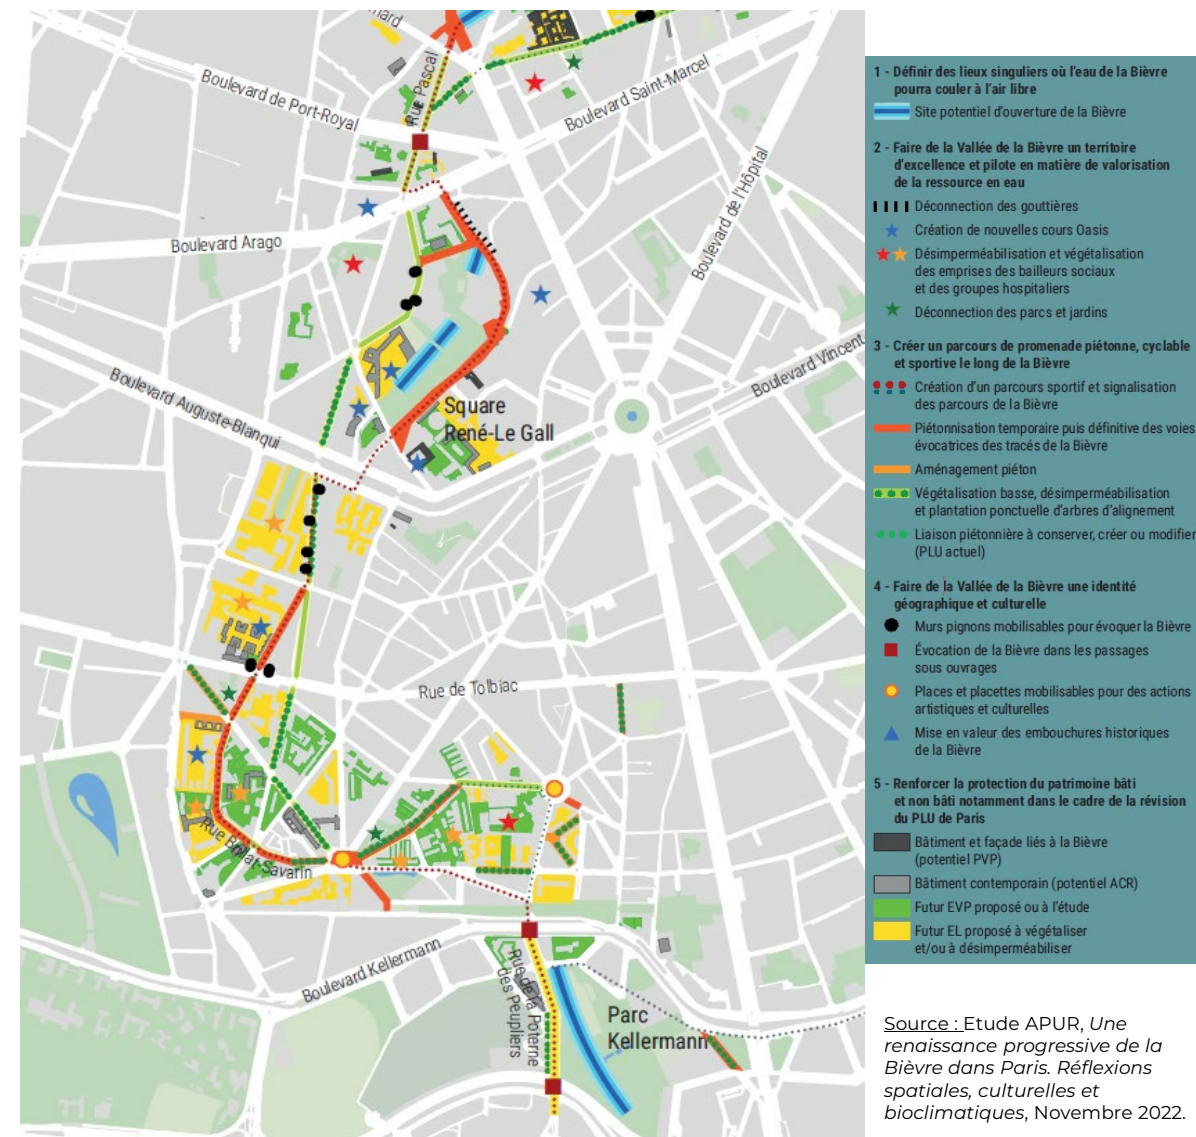 nard
Boulevard de Port-Royal
Rue Pascal
Boulevard Saint-Marcel
Boulevard de l'Hôpital
Boulevard Arago
Boulevard Vincent
Boulevard Auguste-Blanqui
Square
René-Le Gall
Rue de Tolbiac
Rue Brillat-Savarin
Boulevard Kellermann
Rue de la Poterne
des Peupliers
Parc
Kellermann
1 - Définir des lieux singuliers où l'eau de la Bièvre
pourra couler à l'air libre
Site potentiel d'ouverture de la Bièvre
2 - Faire de la Vallée de la Bièvre un territoire
d'excellence et pilote en matière de valorisation
de la ressource en eau
Déconnection des gouttières
Création de nouvelles cours Oasis
Désimperméabilisation et végétalisation
des emprises des bailleurs sociaux
et des groupes hospitaliers
Déconnection des parcs et jardins
3 - Créer un parcours de promenade piétonne, cyclable
et sportive le long de la Bièvre
Création d'un parcours sportif et signalisation
des parcours de la Bièvre
Piétonnisation temporaire puis définitive des voies
évocatrices des tracés de la Bièvre
Aménagement piéton
Végétalisation basse, désimperméabilisation
et plantation ponctuelle d'arbres d'alignement
Liaison piétonnière à conserver, créer ou modifier
(PLU actuel)
4 - Faire de la Vallée de la Bièvre une identité
géographique et culturelle
Murs pignons mobilisables pour évoquer la Bièvre
Évocation de la Bièvre dans les passages
sous ouvrages
Places et placettes mobilisables pour des actions
artistiques et culturelles
Mise en valeur des embouchures historiques
de la Bièvre
5 - Renforcer la protection du patrimoine bâti
et non bâti notamment dans le cadre de la révision
du PLU de Paris
Bâtiment et façade liés à la Bièvre
(potentiel PVP)
Bâtiment contemporain (potentiel ACR)
Futur EVP proposé ou à l'étude
Futur EL proposé à végétaliser
et/ou à désimperméabiliser
Source : Etude APUR, Une
renaissance progressive de la
Bièvre dans Paris. Réflexions
spatiales, culturelles et
bioclimatiques, Novembre 2022.